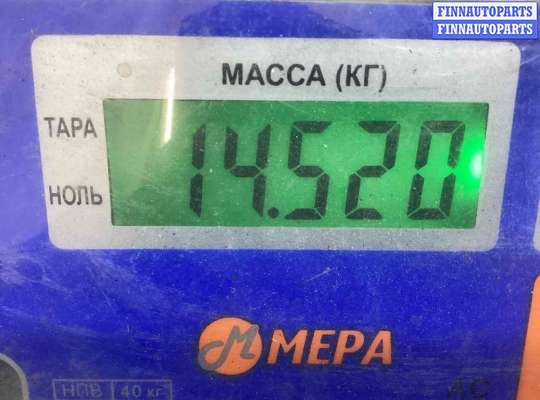 FINNAUTOPARTS
FINNAUTOPARTS
МАССА (КГ)
ТАРА
14.520
НОЛЬ
М МЕРА
НПВ 40 кг